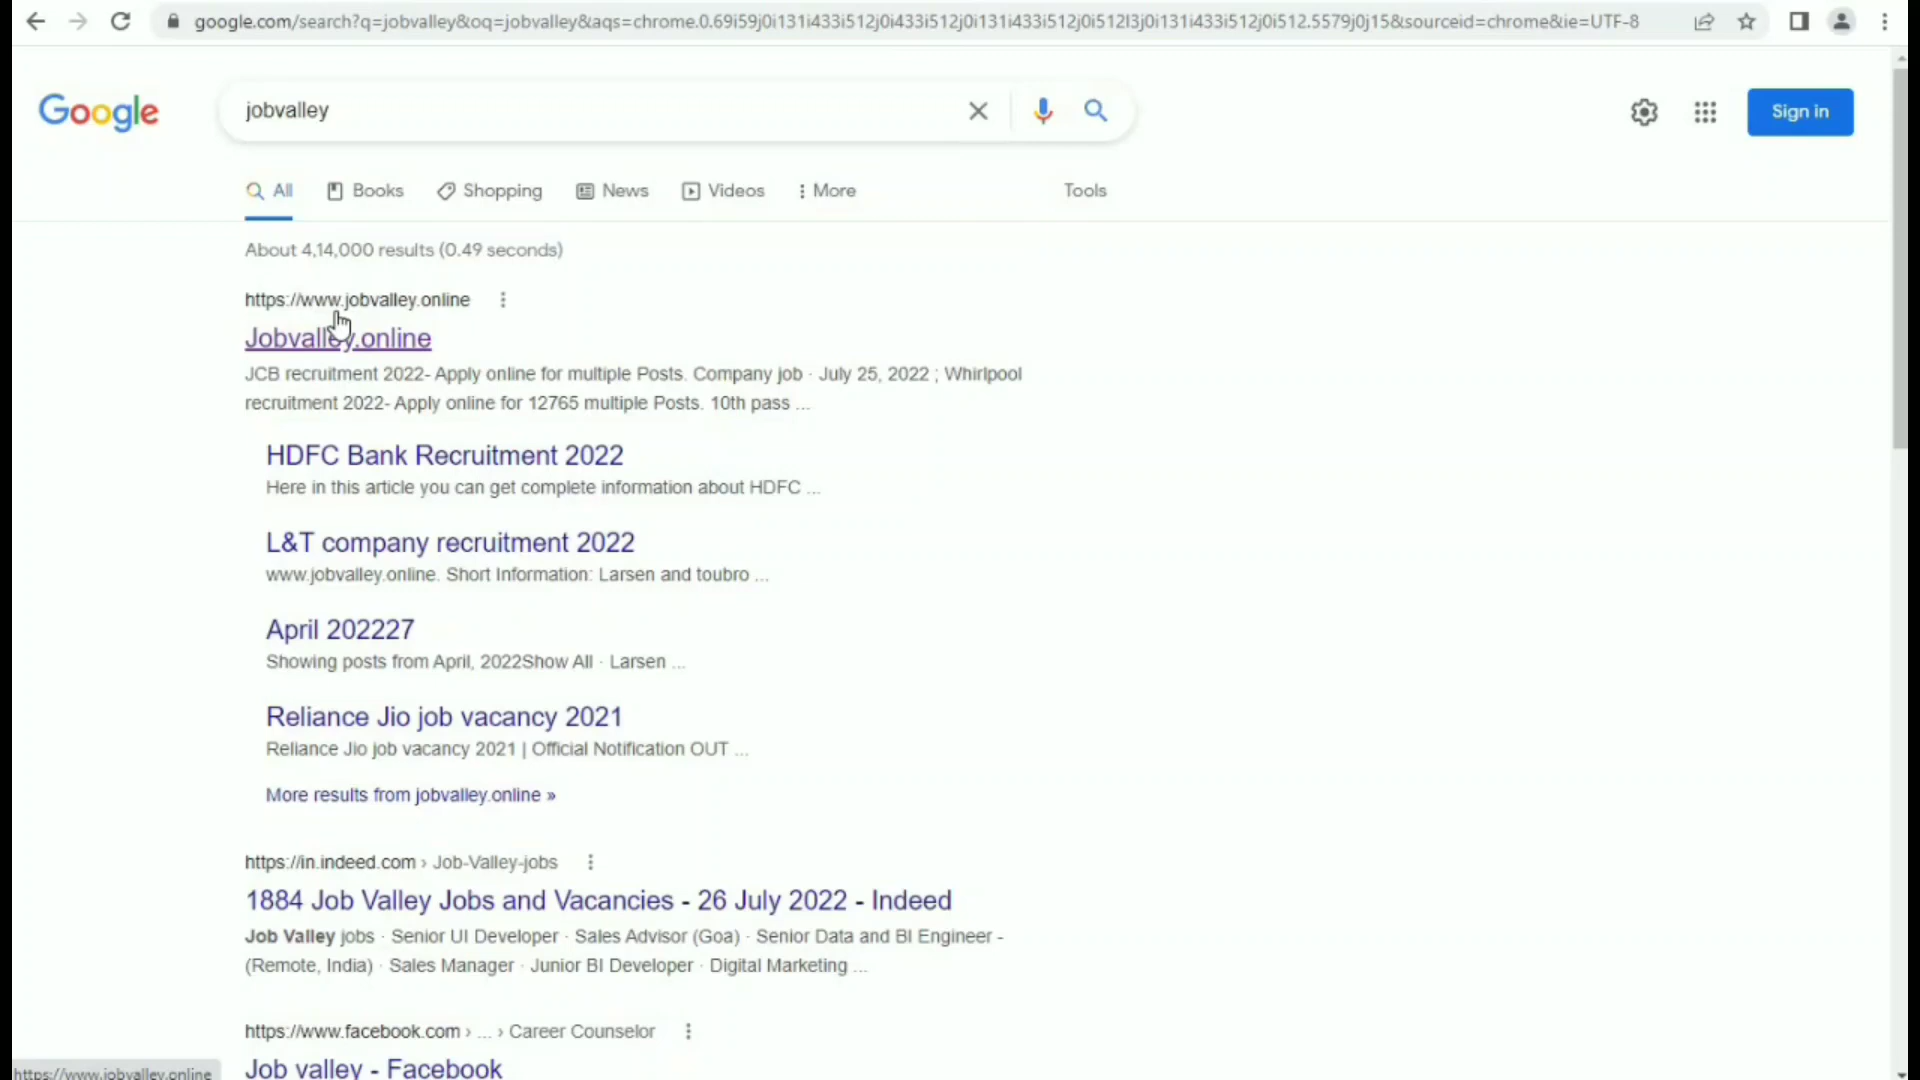 google.com/search?q=jobvalley&oq=jobvalley&aqs=chrome.0.69i59j0i131i433i512j0i433i512j0i131i433i512j0i512l3j0i131i433i512j0i512.5579j0j15&sourceid=chrome&ie=UTF-8
Google
jobvalley
Sign in
All Books Shopping News Videos More Tools
About 4,14,000 results (0.49 seconds)
https://www.jobvalley.online
Jobvalley.online
JCB recruitment 2022- Apply online for multiple Posts. Company job · July 25, 2022 ; Whirlpool
recruitment 2022- Apply online for 12765 multiple Posts. 10th pass ...
HDFC Bank Recruitment 2022
Here in this article you can get complete information about HDFC ...
L&T company recruitment 2022
www.jobvalley.online. Short Information: Larsen and toubro ...
April 202227
Showing posts from April, 2022Show All · Larsen ...
Reliance Jio job vacancy 2021
Reliance Jio job vacancy 2021 | Official Notification OUT ...
More results from jobvalley.online »
https://in.indeed.com › Job-Valley-jobs
1884 Job Valley Jobs and Vacancies - 26 July 2022 - Indeed
Job Valley jobs · Senior UI Developer · Sales Advisor (Goa) · Senior Data and BI Engineer -
(Remote, India) · Sales Manager · Junior BI Developer · Digital Marketing ...
https://www.facebook.com › ... › Career Counselor
Job valley - Facebook
https://www.jobvalley.online